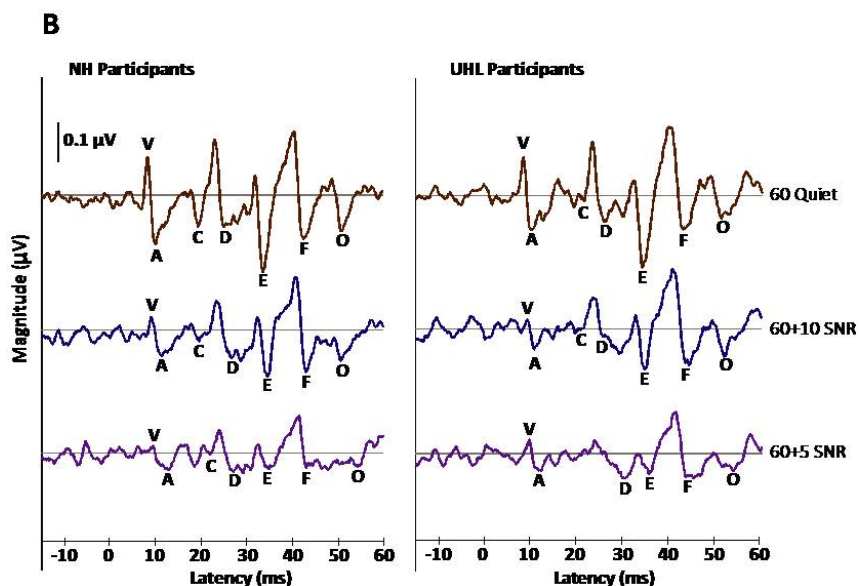 B
NH Participants
UHL Participants
0.1 µV
V
A
C
D
E
F
O
V
A
C
D
E
F
O
60 Quiet
V
A
C
D
E
F
O
V
A
C
D
E
F
O
60+10 SNR
V
A
C
D
E
F
O
V
A
D
E
F
O
60+5 SNR
Magnitude (µV)
-10 0 10 20 30 40 50 60
-10 0 10 20 30 40 50 60
Latency (ms)
Latency (ms)